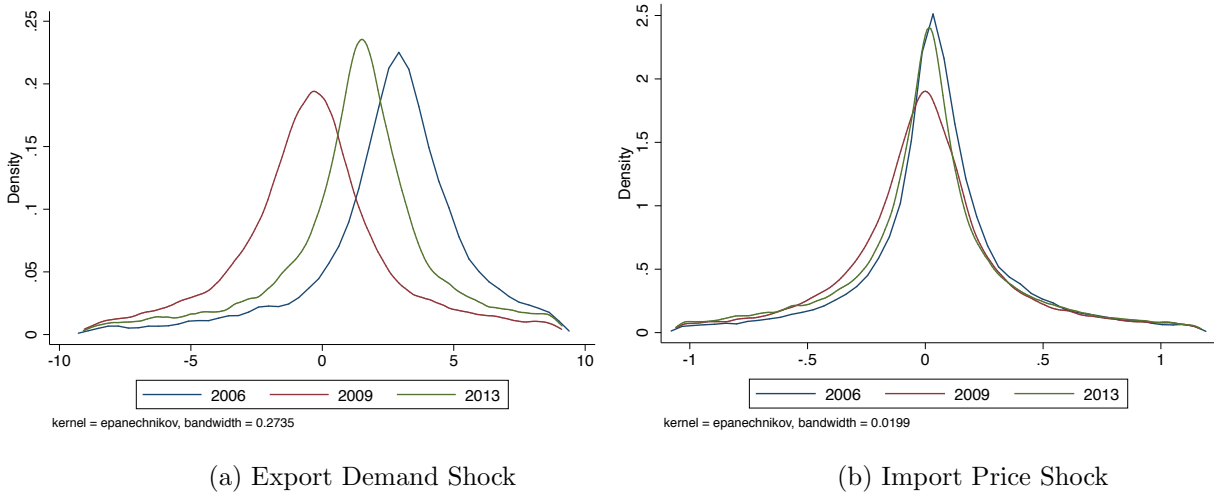 .25
.2
.15
.1
.05
0
Density
-10 -5 0 5 10
2006 2009 2013
kernel = epanechnikov, bandwidth = 0.2735
(a) Export Demand Shock
2.5
2
1.5
1
.5
0
Density
-1 -.5 0 .5 1
2006 2009 2013
kernel = epanechnikov, bandwidth = 0.0199
(b) Import Price Shock